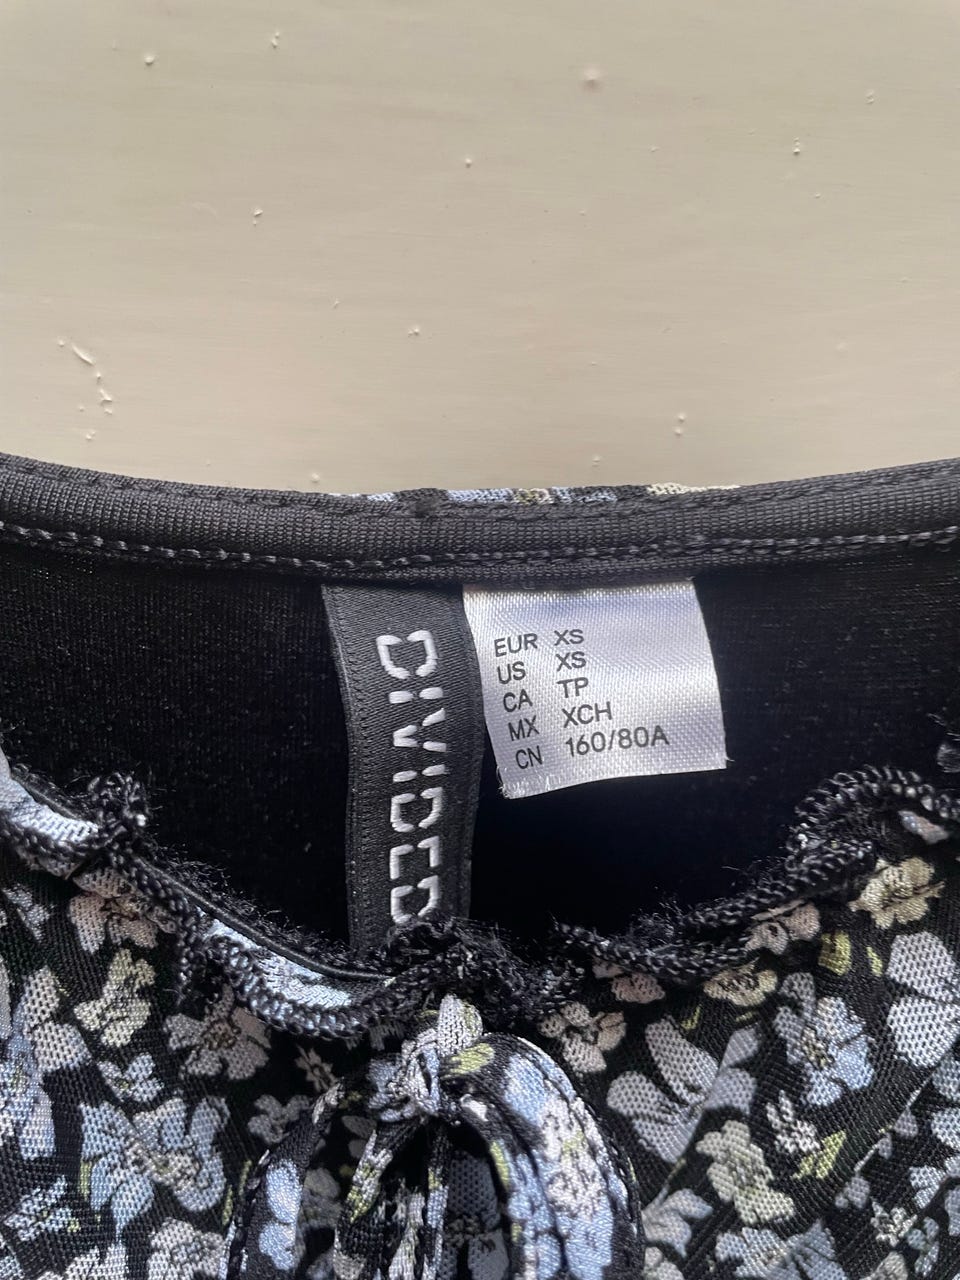 DIVIDED
EUR XS
US XS
CA TP
MX XCH
CN 160/80A